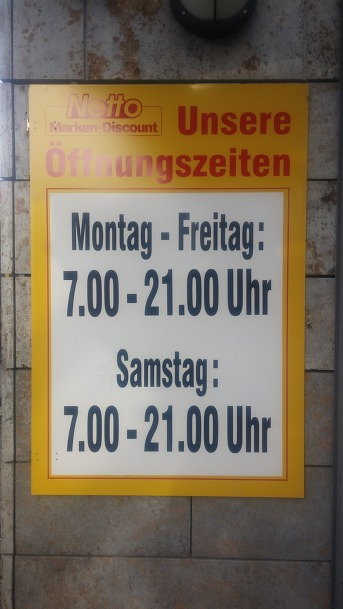 Netto
Marken-Discount
Unsere
Öffnungszeiten
Montag - Freitag:
7.00 - 21.00 Uhr
Samstag:
7.00 - 21.00 Uhr